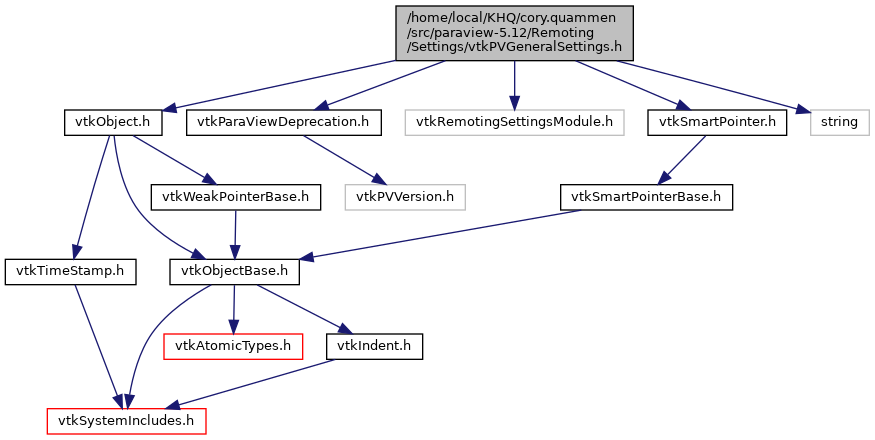 /home/local/KHQ/cory.quammen
/src/paraview-5.12/Remoting
/Settings/vtkPVGeneralSettings.h
vtkObject.h
vtkParaViewDeprecation.h
vtkRemotingSettingsModule.h
vtkSmartPointer.h
string
vtkWeakPointerBase.h
vtkPVVersion.h
vtkSmartPointerBase.h
vtkTimeStamp.h
vtkObjectBase.h
vtkAtomicTypes.h
vtkIndent.h
vtkSystemIncludes.h